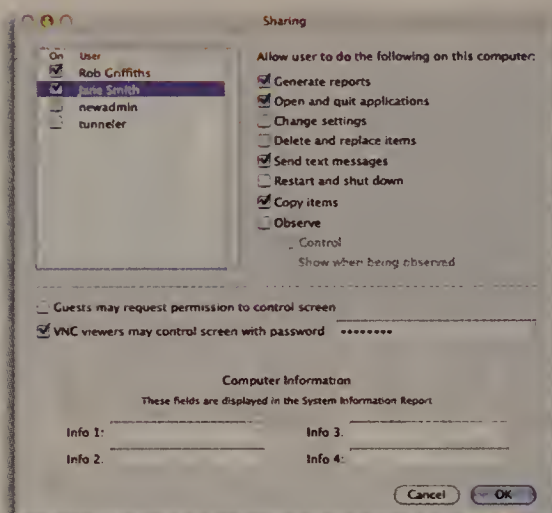 Sharing
On User
Rob Griffiths
Jane Smith
newadmin
tunneler
Allow user to do the following on this computer:
Generate reports
Open and quit applications
Change settings
Delete and replace items
Send text messages
Restart and shut down
Copy items
Observe
Control
Show when being observed
Guests may request permission to control screen
VNC viewers may control screen with password ••••••••
Computer Information
These fields are displayed in the System Information Report
Info 1: Info 3.
Info 2. Info 4:
Cancel OK